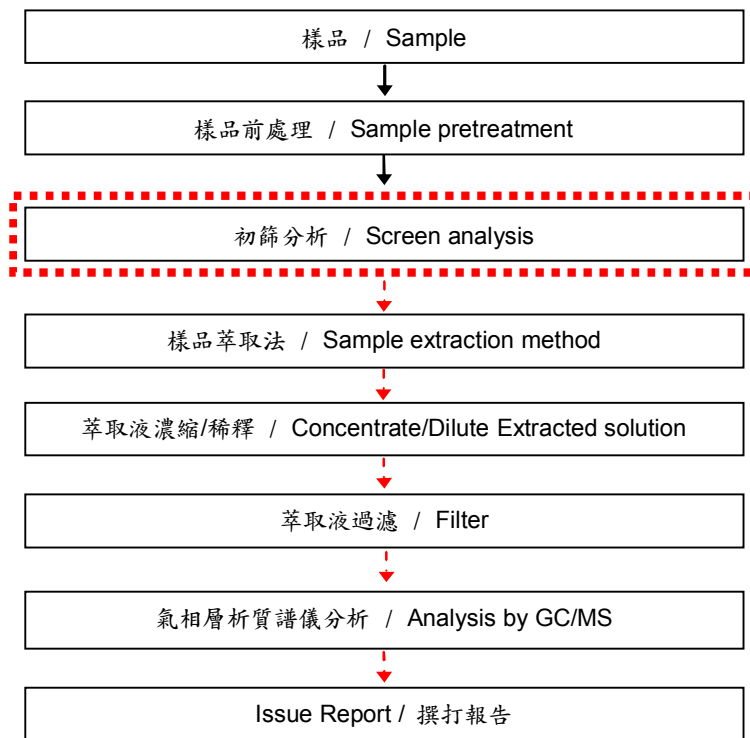 樣品 / Sample
樣品前處理 / Sample pretreatment
初篩分析 / Screen analysis
樣品萃取法 / Sample extraction method
萃取液濃縮/稀釋 / Concentrate/Dilute Extracted solution
萃取液過濾 / Filter
氣相層析質譜儀分析 / Analysis by GC/MS
Issue Report / 撰打報告